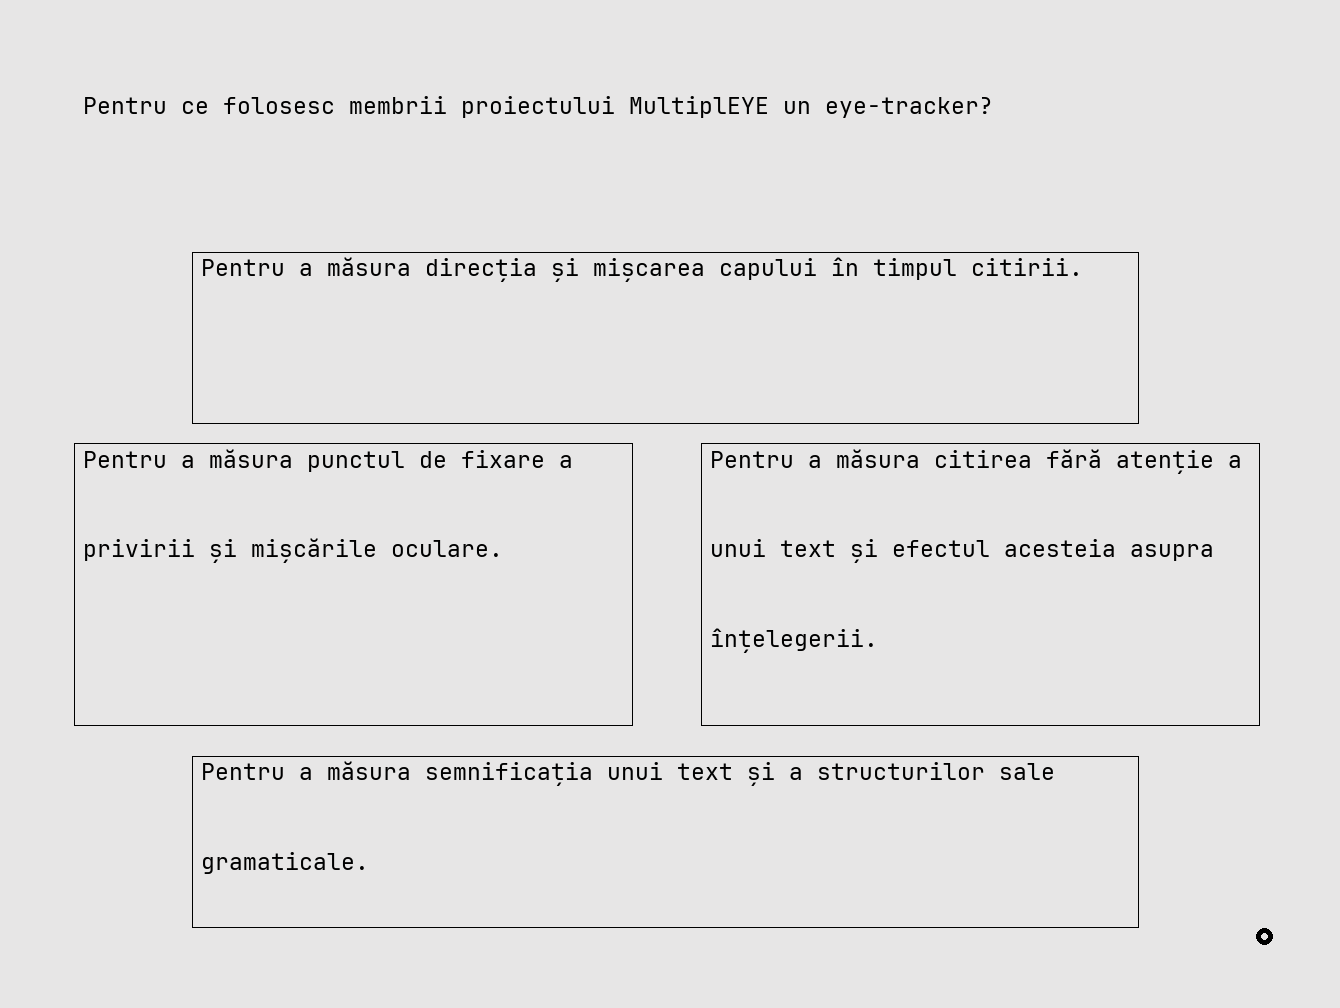 Pentru ce folosesc membrii proiectului MultiplEYE un eye-tracker?
Pentru a măsura direcția și mișcarea capului în timpul citirii.
Pentru a măsura punctul de fixare a
privirii și mișcările oculare.
Pentru a măsura citirea fără atenție a
unui text și efectul acesteia asupra
înțelegerii.
Pentru a măsura semnificația unui text și a structurilor sale
gramaticale.